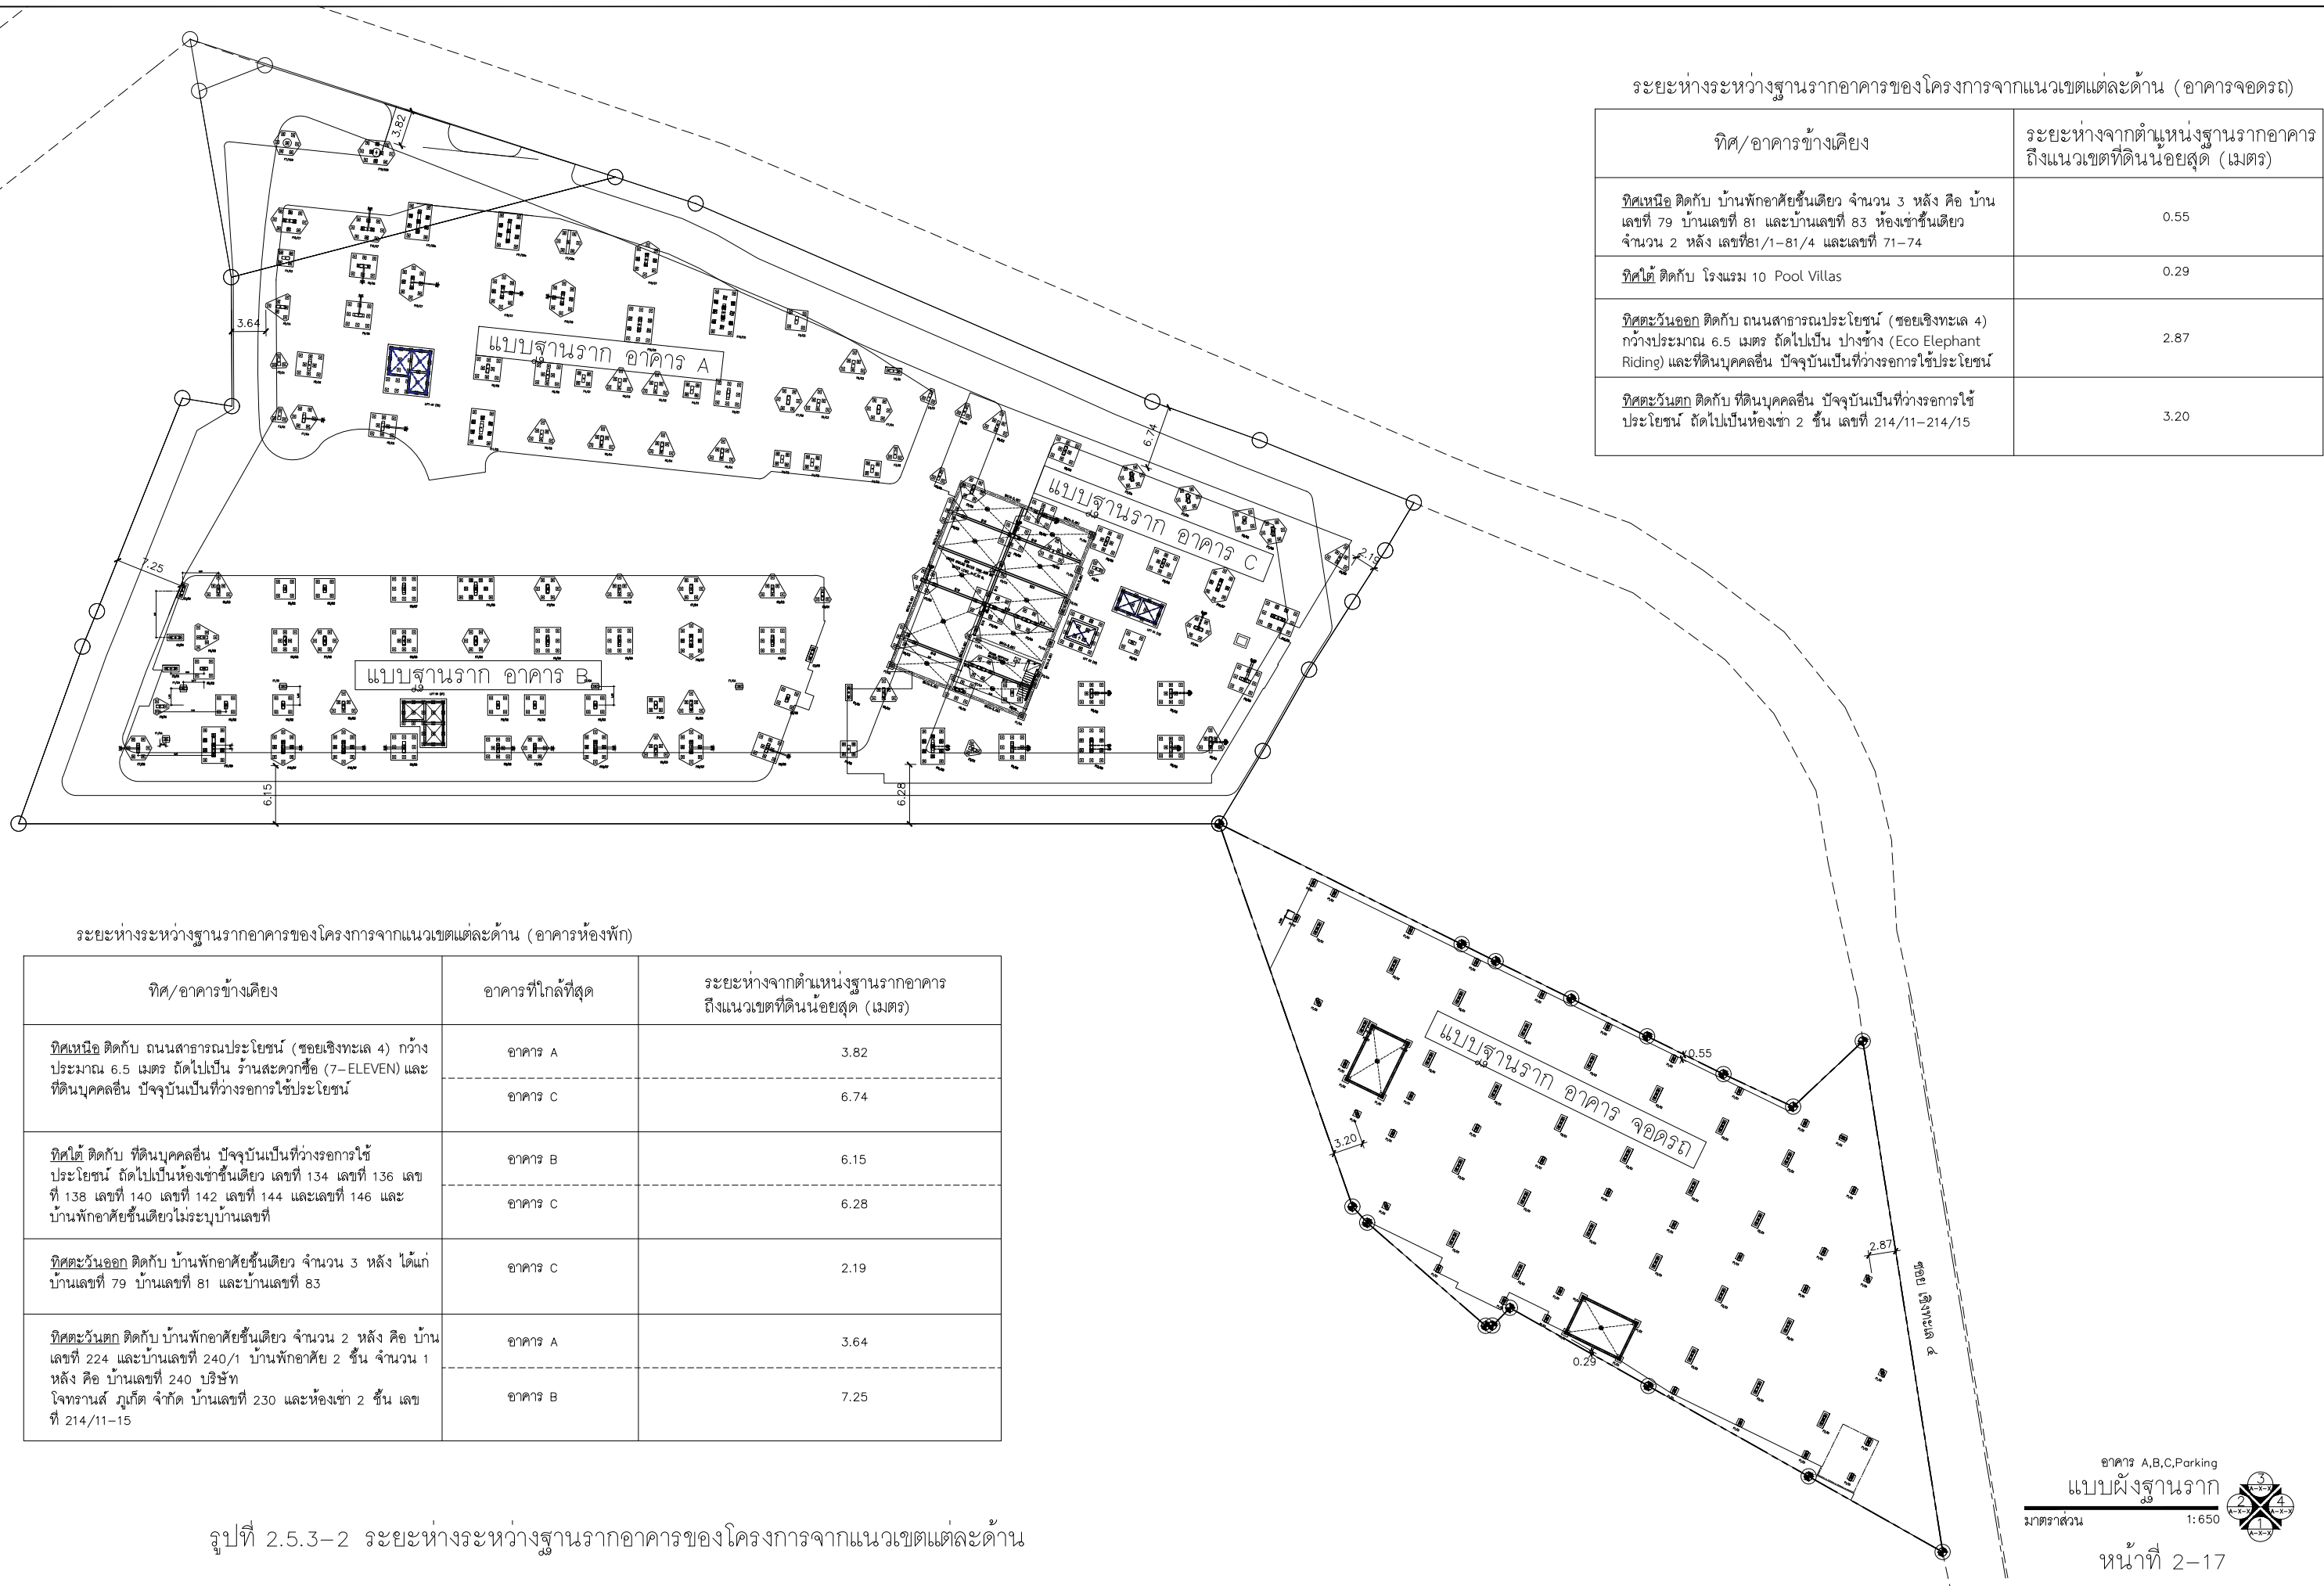 ระยะห่างระหว่างฐานรากอาคารของโครงการจากแนวเขตแต่ละด้าน (อาคารจอดรถ)
ทิศ/อาคารข้างเคียง
ระยะห่างจากตำแหน่งฐานรากอาคาร
ถึงแนวเขตที่ดินน้อยสุด (เมตร)
ทิศเหนือ ติดกับ บ้านพักอาศัยชั้นเดียว จำนวน 3 หลัง คือ บ้าน
เลขที่ 79 บ้านเลขที่ 81 และบ้านเลขที่ 83 ห้องเช่าชั้นเดียว
จำนวน 2 หลัง เลขที่81/1-81/4 และเลขที่ 71-74
0.55
ทิศใต้ ติดกับ โรงแรม 10 Pool Villas
0.29
ทิศตะวันออก ติดกับ ถนนสาธารณประโยชน์ (ซอยเชิงทะเล 4)
กว้างประมาณ 6.5 เมตร ถัดไปเป็น ปางช้าง (Eco Elephant
Riding) และที่ดินบุคคลอื่น ปัจจุบันเป็นที่ว่างรอการใช้ประโยชน์
2.87
ทิศตะวันตก ติดกับ ที่ดินบุคคลอื่น ปัจจุบันเป็นที่ว่างรอการใช้
ประโยชน์ ถัดไปเป็นห้องเช่า 2 ชั้น เลขที่ 214/11-214/15
3.20
3.82
3.64
แบบฐานราก อาคาร A
6.74
แบบฐานราก อาคาร C
2.19
7.25
แบบฐานราก อาคาร B
6.15
6.28
แบบฐานราก อาคาร จอดรถ
0.55
3.20
2.87
0.29
ซอย เชิงทะเล ๔
ระยะห่างระหว่างฐานรากอาคารของโครงการจากแนวเขตแต่ละด้าน (อาคารห้องพัก)
ทิศ/อาคารข้างเคียง
อาคารที่ใกล้ที่สุด
ระยะห่างจากตำแหน่งฐานรากอาคาร
ถึงแนวเขตที่ดินน้อยสุด (เมตร)
ทิศเหนือ ติดกับ ถนนสาธารณประโยชน์ (ซอยเชิงทะเล 4) กว้าง
ประมาณ 6.5 เมตร ถัดไปเป็น ร้านสะดวกซื้อ (7-ELEVEN) และ
ที่ดินบุคคลอื่น ปัจจุบันเป็นที่ว่างรอการใช้ประโยชน์
อาคาร A
3.82
อาคาร C
6.74
ทิศใต้ ติดกับ ที่ดินบุคคลอื่น ปัจจุบันเป็นที่ว่างรอการใช้
ประโยชน์ ถัดไปเป็นห้องเช่าชั้นเดียว เลขที่ 134 เลขที่ 136 เลข
ที่ 138 เลขที่ 140 เลขที่ 142 เลขที่ 144 และเลขที่ 146 และ
บ้านพักอาศัยชั้นเดียวไม่ระบุบ้านเลขที่
อาคาร B
6.15
อาคาร C
6.28
ทิศตะวันออก ติดกับ บ้านพักอาศัยชั้นเดียว จำนวน 3 หลัง ได้แก่
บ้านเลขที่ 79 บ้านเลขที่ 81 และบ้านเลขที่ 83
อาคาร C
2.19
ทิศตะวันตก ติดกับ บ้านพักอาศัยชั้นเดียว จำนวน 2 หลัง คือ บ้าน
เลขที่ 224 และบ้านเลขที่ 240/1 บ้านพักอาศัย 2 ชั้น จำนวน 1
หลัง คือ บ้านเลขที่ 240 บริษัท
โจทรานส์ ภูเก็ต จำกัด บ้านเลขที่ 230 และห้องเช่า 2 ชั้น เลข
ที่ 214/11-15
อาคาร A
3.64
อาคาร B
7.25
รูปที่ 2.5.3-2 ระยะห่างระหว่างฐานรากอาคารของโครงการจากแนวเขตแต่ละด้าน
อาคาร A,B,C,Parking
แบบผังฐานราก
มาตราส่วน 1:650
3
A-X-X
2
A-X-X
4
A-X-X
1
A-X-X
หน้าที่ 2-17